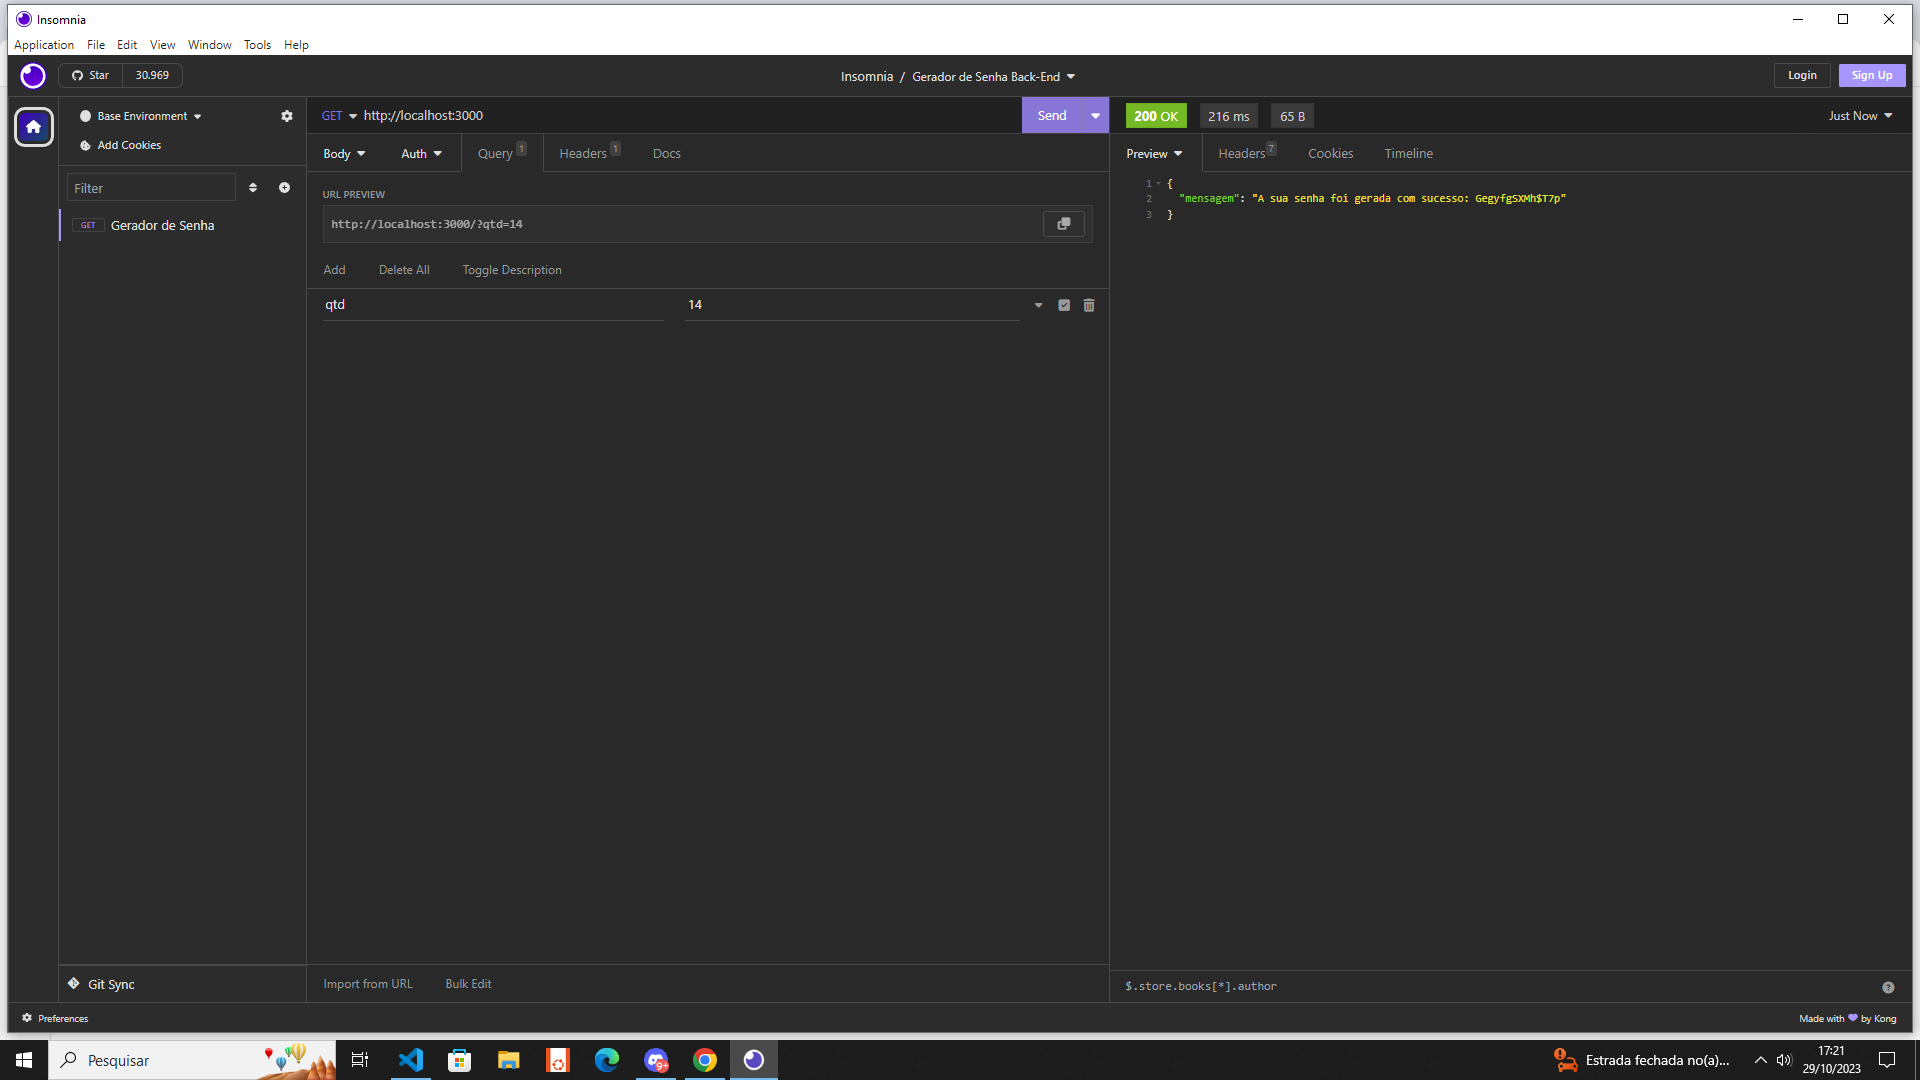 Insomnia
Application File Edit View Window Tools Help
Star 30,969
Insomnia / Gerador de Senha Back-End
Login Sign Up
Base Environment
Add Cookies
Filter
GET Gerador de Senha
GET http://localhost:3000
Send
Body Auth Query 1 Headers 1 Docs
URL PREVIEW
http://localhost:3000/?qtd=14
Add Delete All Toggle Description
qtd 14
200 OK 216 ms 65 B Just Now
Preview Headers 7 Cookies Timeline
1 {
2 "mensagem": "A sua senha foi gerada com sucesso: GegyfgSXMh$T7p"
3 }
Git Sync
Import from URL Bulk Edit
$.store.books[*].author
Preferences
Made with by Kong
Pesquisar
9+
Estrada fechada no(a)...
17:21
29/10/2023